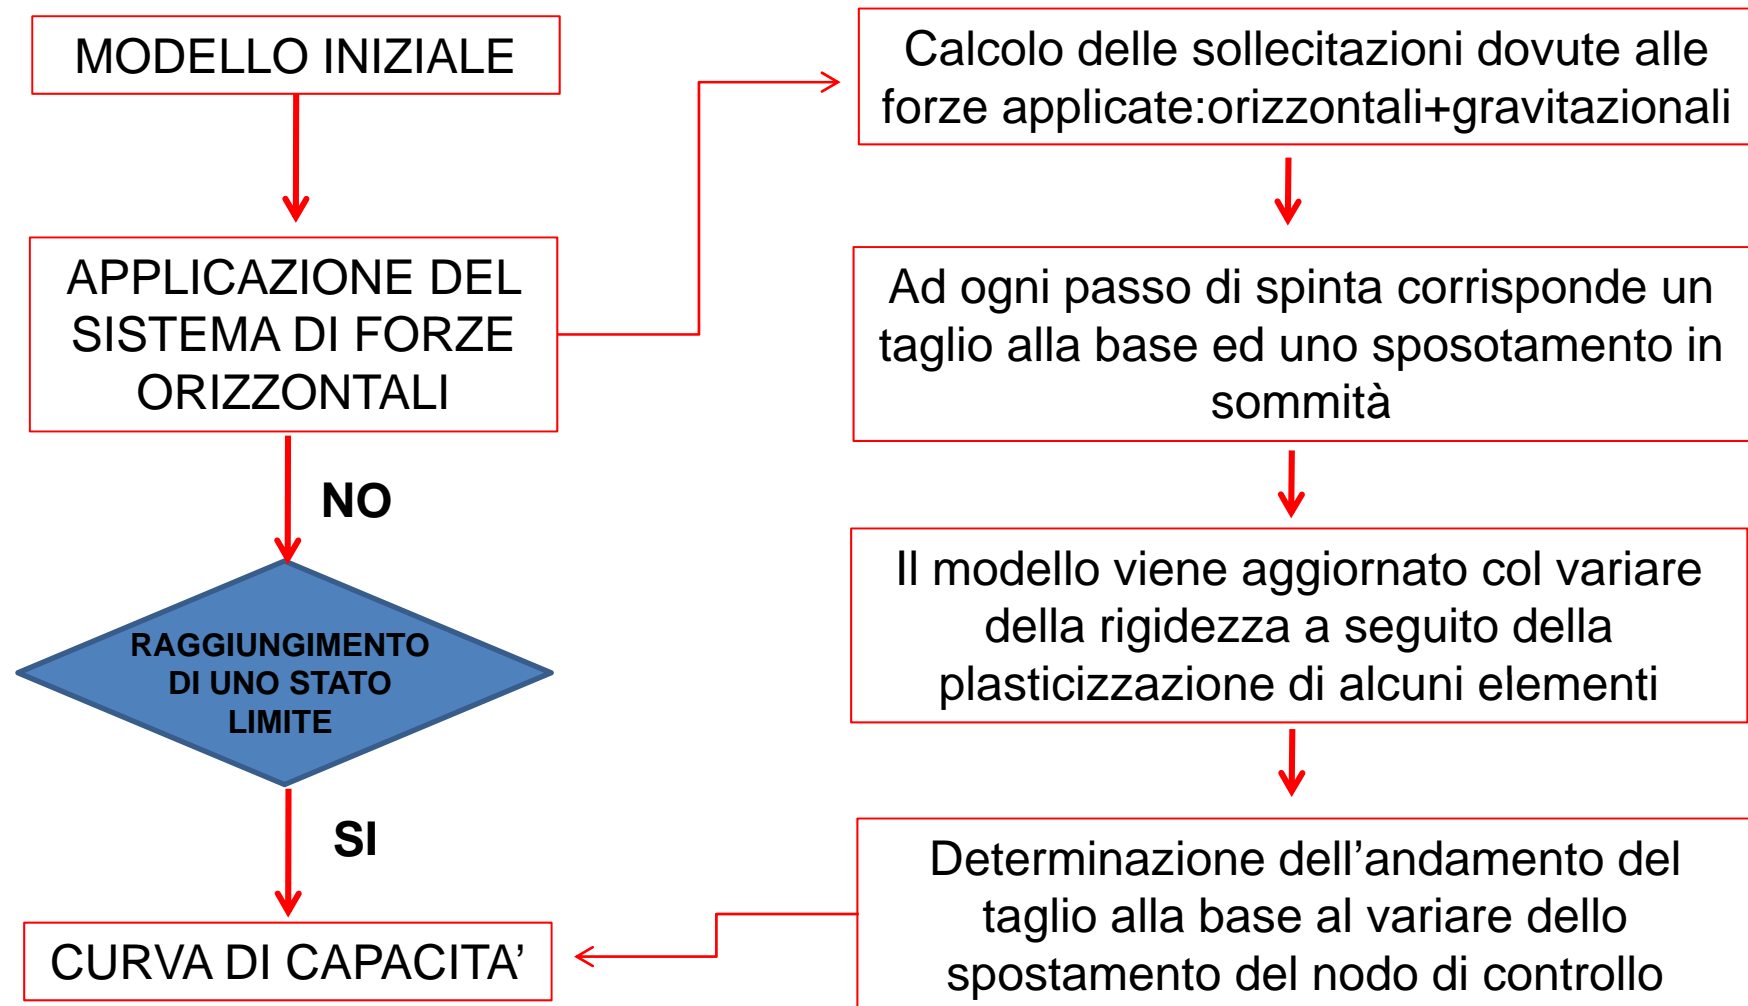 MODELLO INIZIALE
APPLICAZIONE DEL
SISTEMA DI FORZE
ORIZZONTALI
NO
RAGGIUNGIMENTO
DI UNO STATO
LIMITE
SI
CURVA DI CAPACITA’
Calcolo delle sollecitazioni dovute alle
forze applicate:orizzontali+gravitazionali
Ad ogni passo di spinta corrisponde un
taglio alla base ed uno sposotamento in
sommità
Il modello viene aggiornato col variare
della rigidezza a seguito della
plasticizzazione di alcuni elementi
Determinazione dell’andamento del
taglio alla base al variare dello
spostamento del nodo di controllo